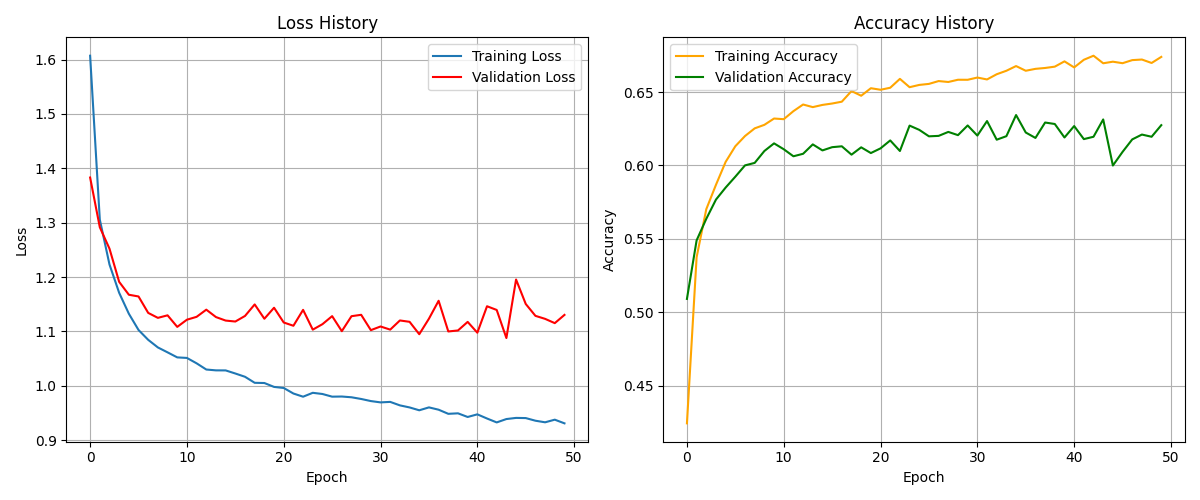 Loss History
Training Loss
Validation Loss
Loss
1.6
1.5
1.4
1.3
1.2
1.1
1.0
0.9
0 10 20 30 40 50
Epoch
Accuracy History
Training Accuracy
Validation Accuracy
Accuracy
0.65
0.60
0.55
0.50
0.45
0 10 20 30 40 50
Epoch